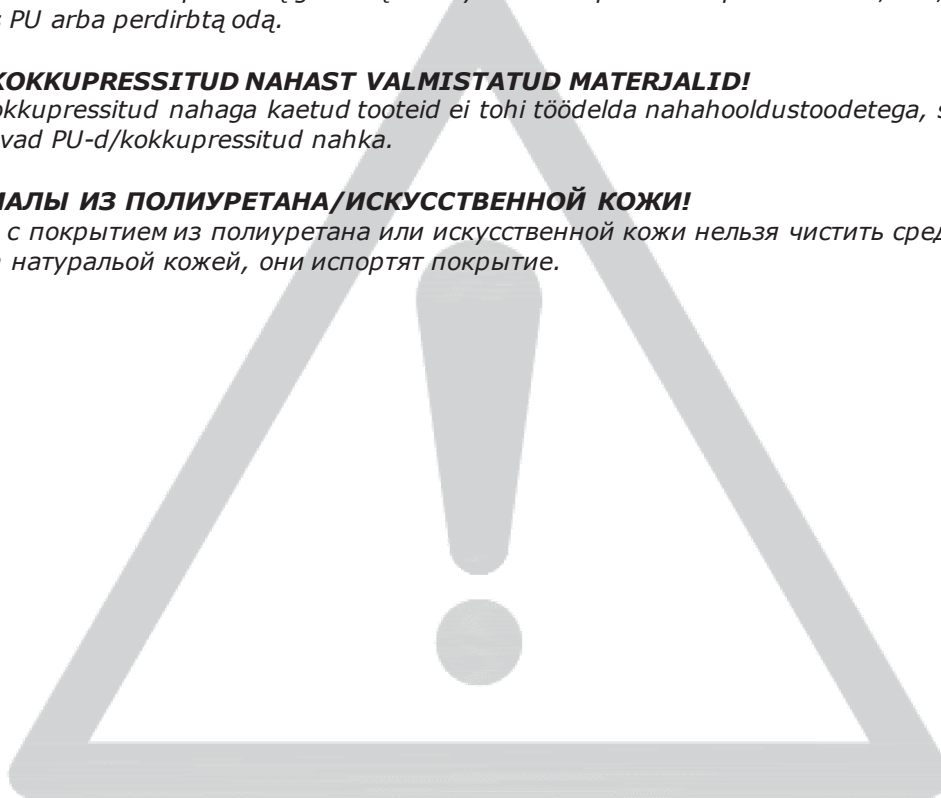 PU arba perdirbtą odą.
KOKKUPRESSITUD NAHAST VALMISTATUD MATERJALID!
okkupressitud nahaga kaetud tooteid ei tohi töödelda nahahooldustoodetega, s
vad PU-d/kokkupressitud nahka.
ИАЛЫ ИЗ ПОЛИУРЕТАНА/ИСКУССТВЕННОЙ КОЖИ!
с покрытием из полиуретана или искусственной кожи нельзя чистить сред
натуральой кожей, они испортят покрытие.